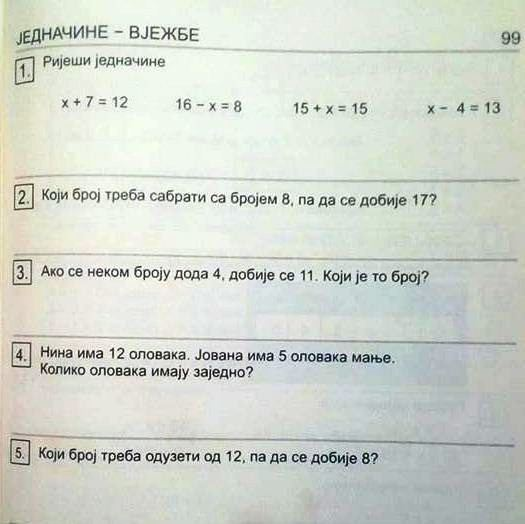 ЈЕДНАЧИНЕ – ВЈЕЖБЕ 99
1. Ријеши једначине
x + 7 = 12 16 – x = 8 15 + x = 15 x – 4 = 13
2. Који број треба сабрати са бројем 8, па да се добије 17?
3. Ако се неком броју дода 4, добије се 11. Који је то број?
4. Нина има 12 оловака. Јована има 5 оловака мање.
Колико оловака имају заједно?
5. Који број треба одузети од 12, па да се добије 8?